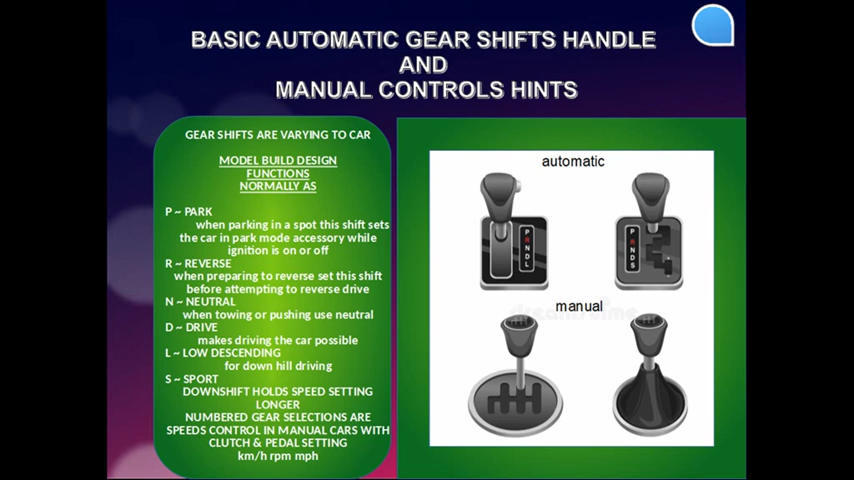 BASIC AUTOMATIC GEAR SHIFTS HANDLE
AND
MANUAL CONTROLS HINTS
GEAR SHIFTS ARE VARYING TO CAR
MODEL BUILD DESIGN
FUNCTIONS
NORMALLY AS
P ~ PARK
when parking in a spot this shift sets
the car in park mode accessory while
ignition is on or off
R ~ REVERSE
when preparing to reverse set this shift
before attempting to reverse drive
N ~ NEUTRAL
when towing or pushing use neutral
D ~ DRIVE
makes driving the car possible
L ~ LOW DESCENDING
for down hill driving
S ~ SPORT
DOWNSHIFT HOLDS SPEED SETTING
LONGER
NUMBERED GEAR SELECTIONS ARE
SPEEDS CONTROL IN MANUAL CARS WITH
CLUTCH & PEDAL SETTING
km/h rpm mph
automatic
P
R
N
D
L
P
R
N
D
S
manual
dreamstime